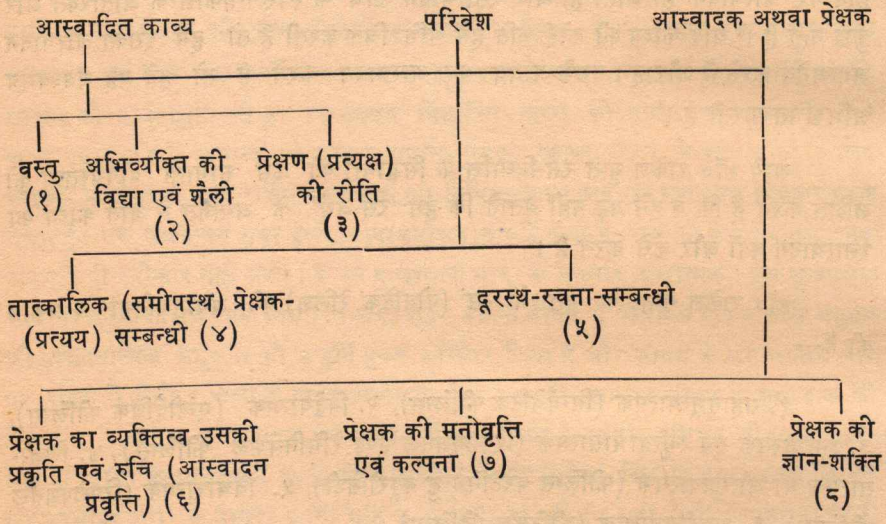 आस्वादित काव्य परिवेश आस्वादक अथवा प्रेक्षक
वस्तु अभिव्यक्ति की प्रेक्षण (प्रत्यक्ष)
(१) विद्या एवं शैली की रीति
(२) (३)
तात्कालिक (समीपस्थ) प्रेक्षक- दूरस्थ-रचना-सम्बन्धी
(प्रत्यय) सम्बन्धी (४) (५)
प्रेक्षक का व्यक्तित्व उसकी प्रेक्षक की मनोवृत्ति प्रेक्षक की
प्रकृति एवं रुचि (आस्वादन एवं कल्पना (७) ज्ञान-शक्ति
प्रवृत्ति) (६) (८)